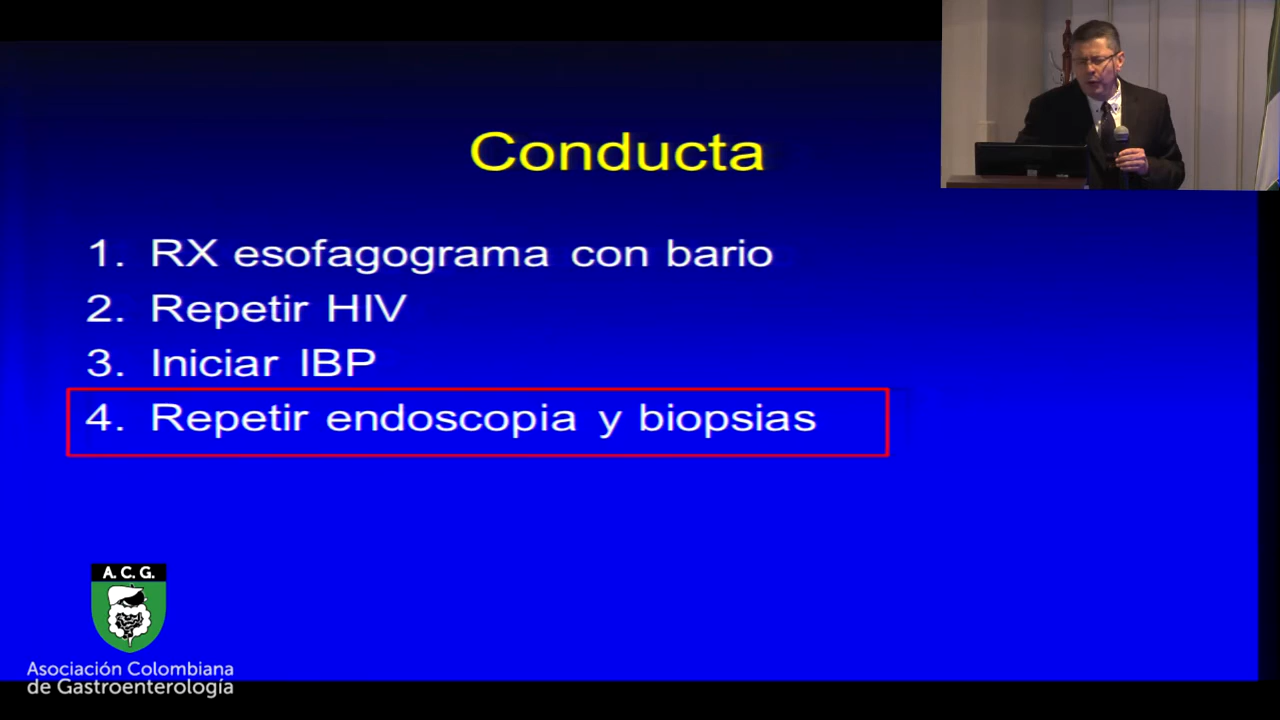 Conducta
1. RX esofagograma con bario
2. Repetir HIV
3. Iniciar IBP
4. Repetir endoscopia y biopsias
A. C. G.
Asociación Colombiana
de Gastroenterología